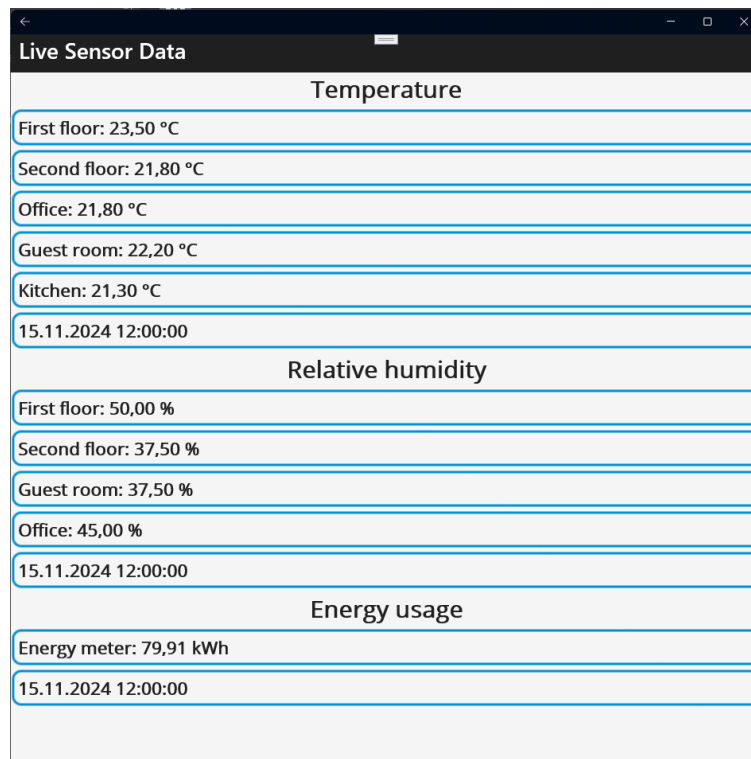 Live Sensor Data
Temperature
First floor: 23,50 °C
Second floor: 21,80 °C
Office: 21,80 °C
Guest room: 22,20 °C
Kitchen: 21,30 °C
15.11.2024 12:00:00
Relative humidity
First floor: 50,00 %
Second floor: 37,50 %
Guest room: 37,50 %
Office: 45,00 %
15.11.2024 12:00:00
Energy usage
Energy meter: 79,91 kWh
15.11.2024 12:00:00